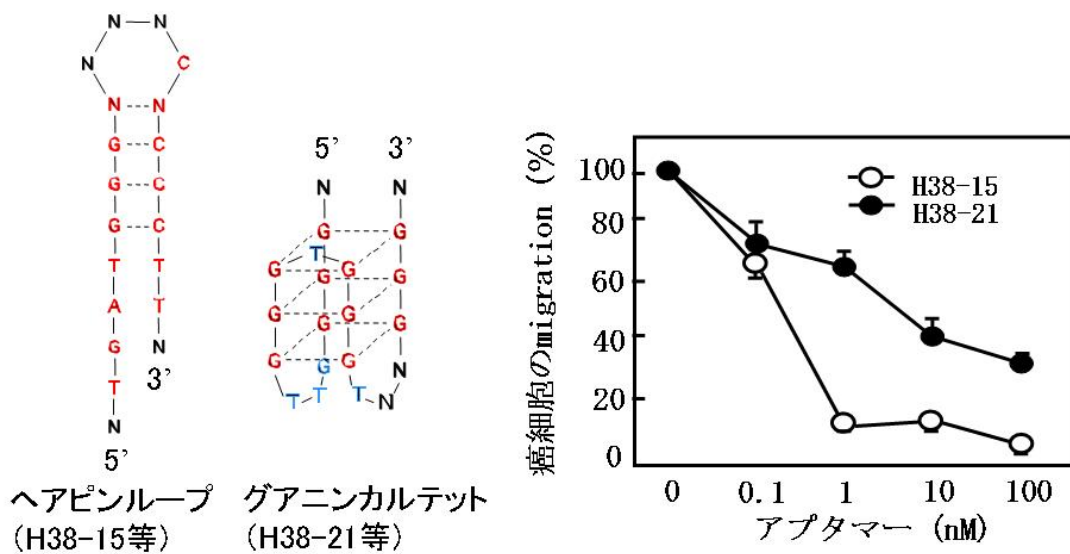 N N
N C
N N
G C
G C
G C
T T
A T
G N
T 3'
N
5'
ヘアピンループ
(H38-15等)
5' 3'
N N
G G
T
G G G G
G G G G
G G G G
G N
T T T N
グアニンカルテット
(H38-21等)
癌細胞のmigration (%)
100
80
60
40
20
0
H38-15
H38-21
0 0.1 1 10 100
アプタマー (nM)